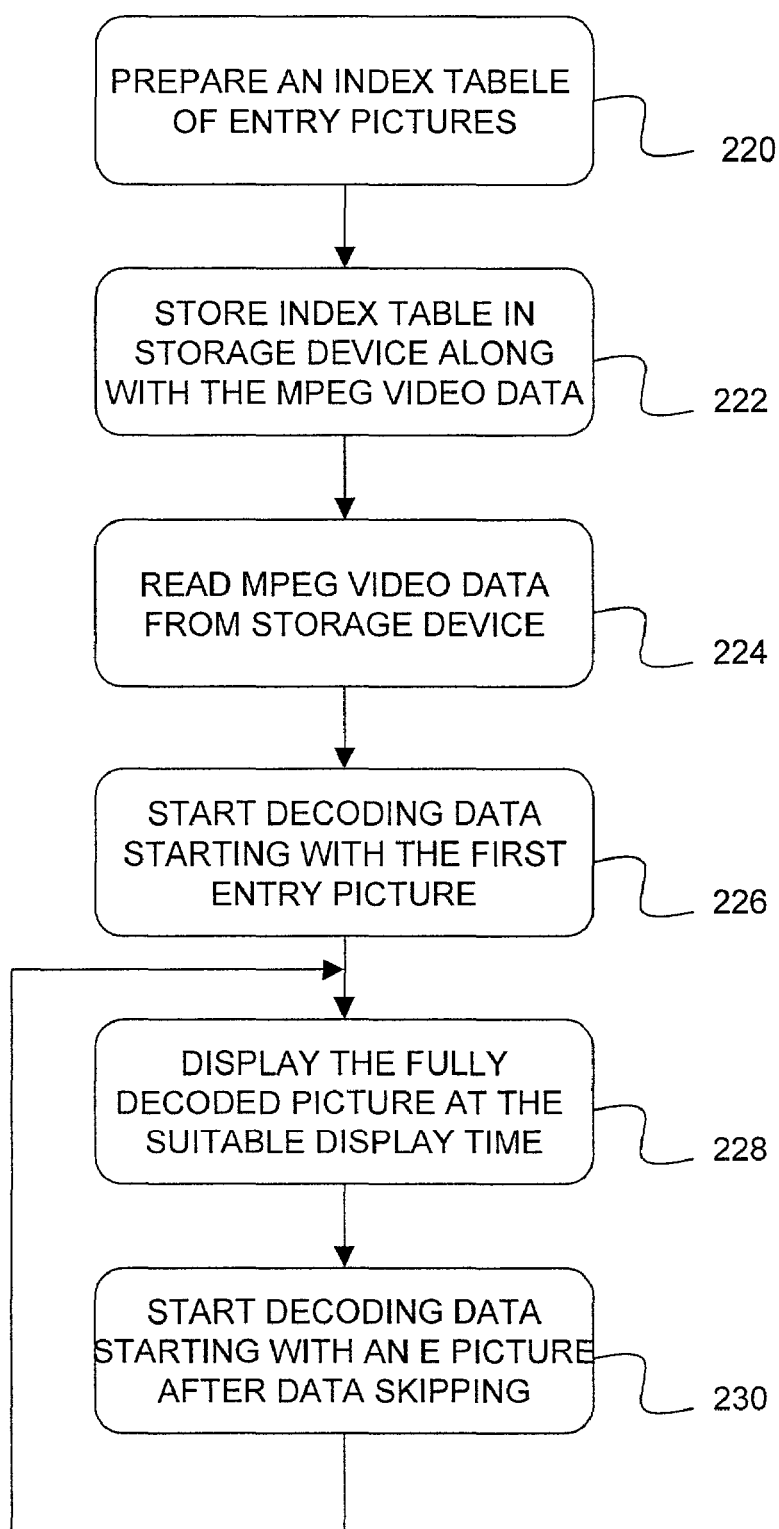 PREPARE AN INDEX TABELE
OF ENTRY PICTURES
220
STORE INDEX TABLE IN
STORAGE DEVICE ALONG
WITH THE MPEG VIDEO DATA
222
READ MPEG VIDEO DATA
FROM STORAGE DEVICE
224
START DECODING DATA
STARTING WITH THE FIRST
ENTRY PICTURE
226
DISPLAY THE FULLY
DECODED PICTURE AT THE
SUITABLE DISPLAY TIME
228
START DECODING DATA
STARTING WITH AN E PICTURE
AFTER DATA SKIPPING
230